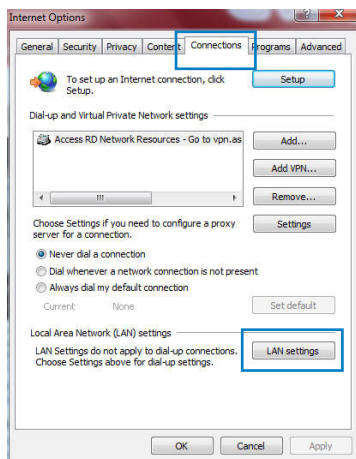 Internet Options
General Security Privacy Content Connections Programs Advanced
To set up an Internet connection, click
Setup.
Setup
Dial-up and Virtual Private Network settings
Access RD Network Resources - Go to vpn.as
Add...
Add VPN...
Remove...
Choose Settings if you need to configure a proxy
server for a connection.
Settings
Never dial a connection
Dial whenever a network connection is not present
Always dial my default connection
Current None
Set default
Local Area Network (LAN) settings
LAN Settings do not apply to dial-up connections.
Choose Settings above for dial-up settings.
LAN settings
OK Cancel Apply